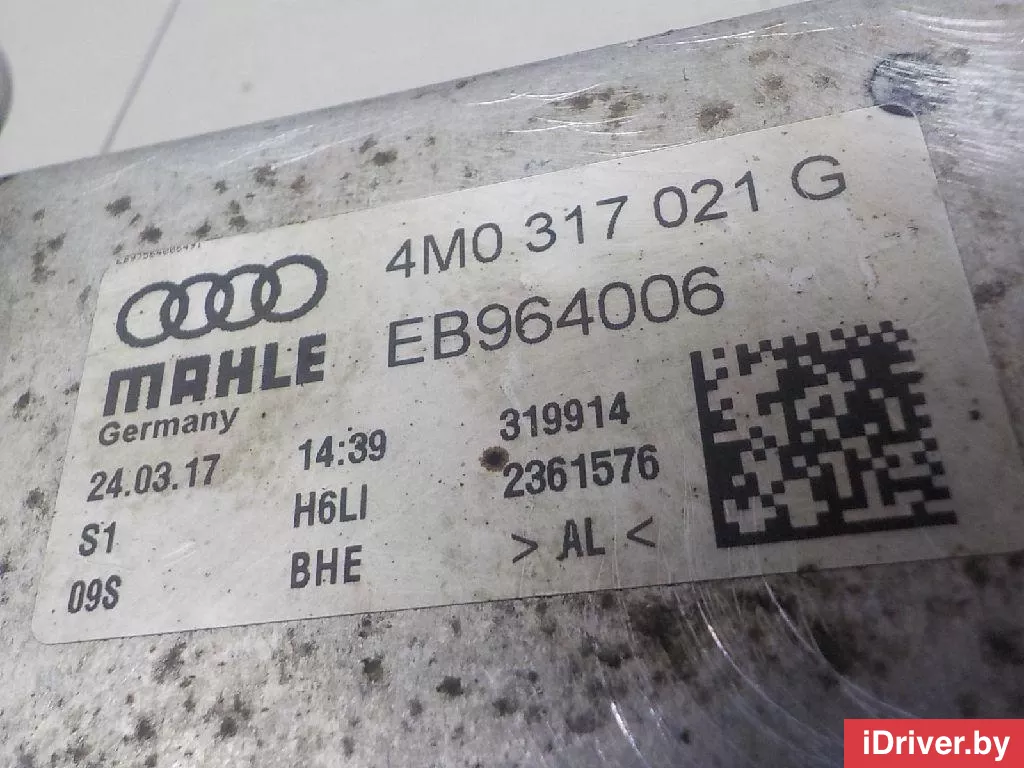 4M0 317 021 G
EB964006
MAHLE
Germany
24.03.17 14:39 319914
S1 H6LI 2361576
09S BHE > AL <
iDriver.by